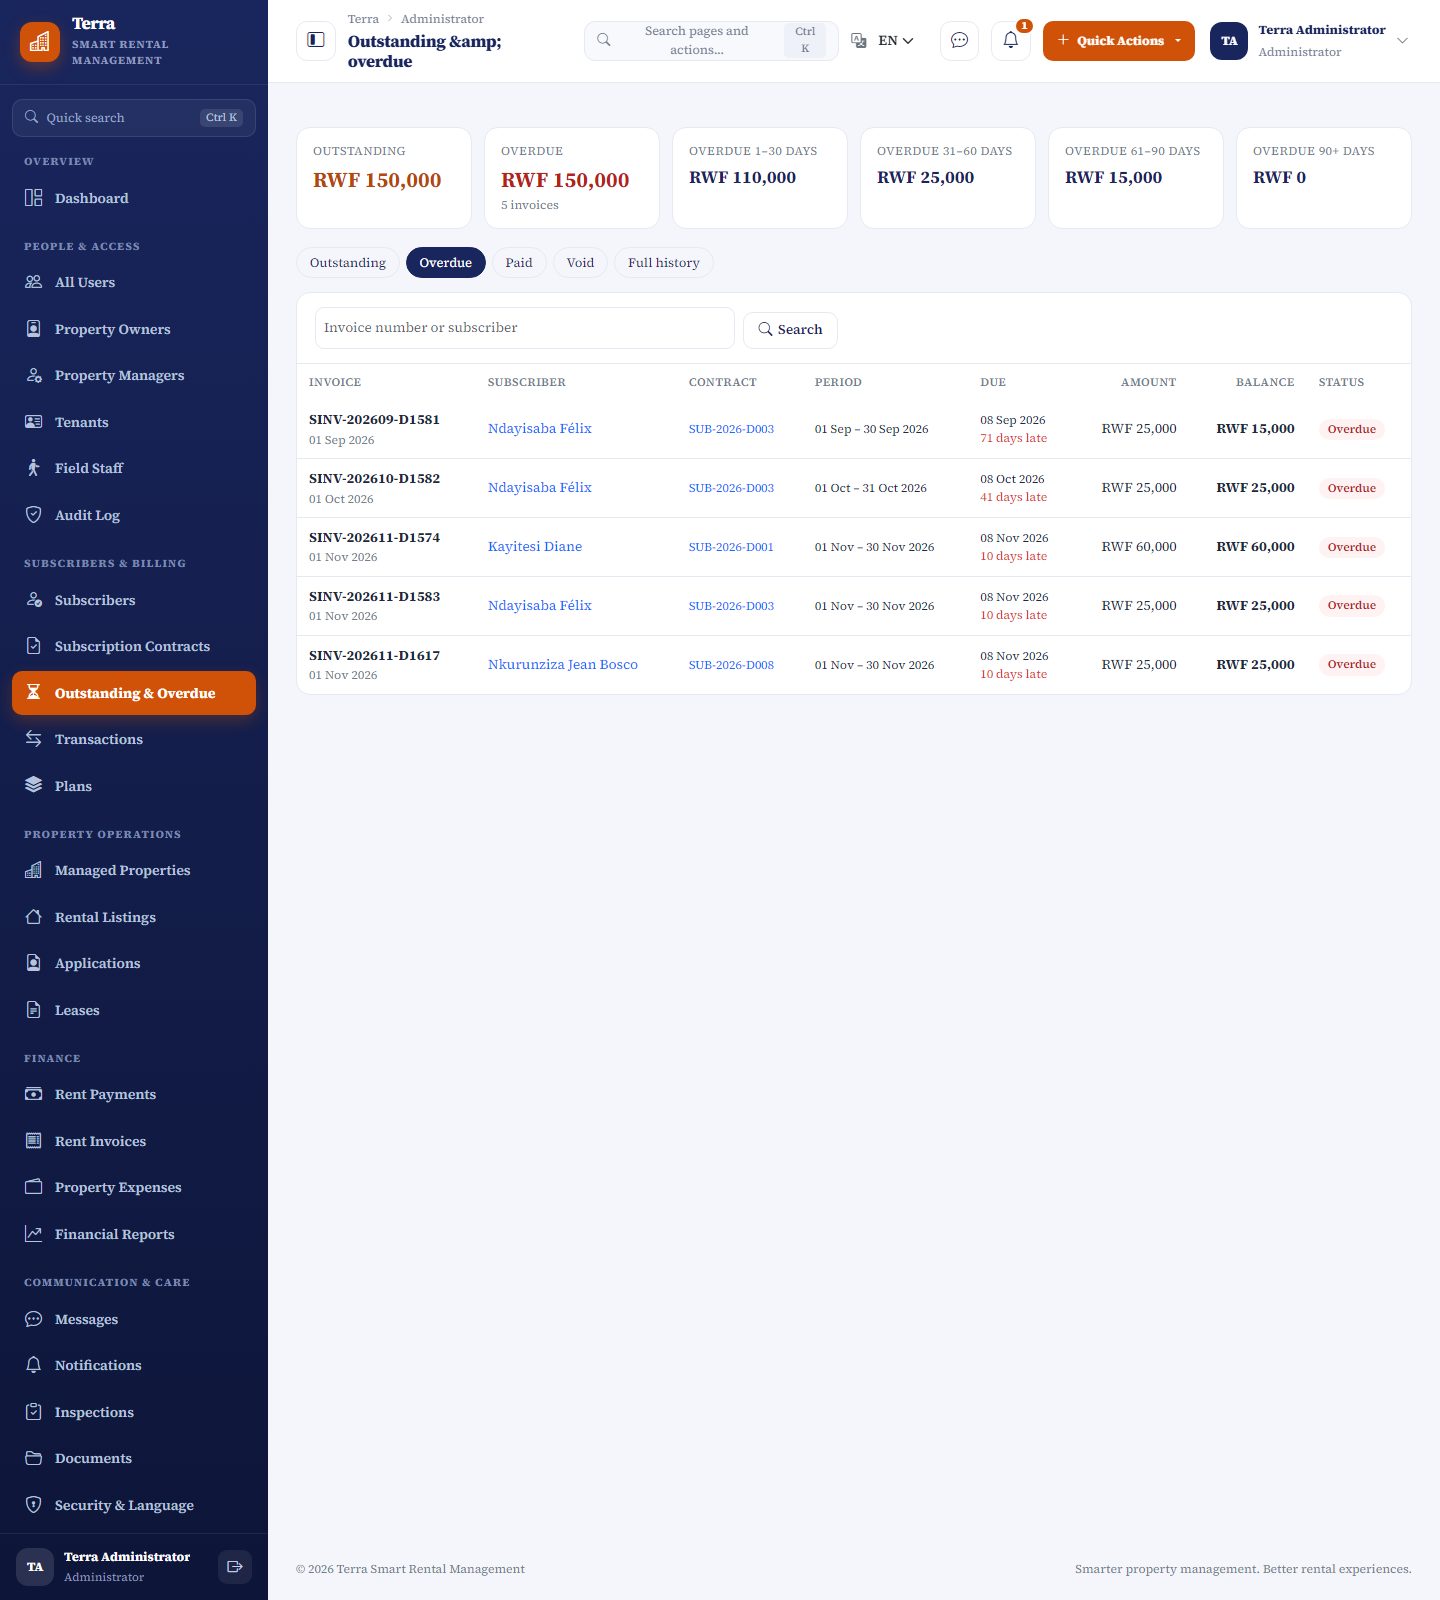 Terra
SMART RENTAL
MANAGEMENT
Quick search
Ctrl K
OVERVIEW
Dashboard
PEOPLE & ACCESS
All Users
Property Owners
Property Managers
Tenants
Field Staff
Audit Log
SUBSCRIBERS & BILLING
Subscribers
Subscription Contracts
Outstanding & Overdue
Transactions
Plans
PROPERTY OPERATIONS
Managed Properties
Rental Listings
Applications
Leases
FINANCE
Rent Payments
Rent Invoices
Property Expenses
Financial Reports
COMMUNICATION & CARE
Messages
Notifications
Inspections
Documents
Security & Language
TA
Terra Administrator
Administrator
Terra > Administrator
Outstanding &amp;
overdue
Search pages and
actions...
Ctrl
K
EN
1
+ Quick Actions
TA
Terra Administrator
Administrator
OUTSTANDING
RWF 150,000
OVERDUE
RWF 150,000
5 invoices
OVERDUE 1–30 DAYS
RWF 110,000
OVERDUE 31–60 DAYS
RWF 25,000
OVERDUE 61–90 DAYS
RWF 15,000
OVERDUE 90+ DAYS
RWF 0
Outstanding Overdue Paid Void Full history
Invoice number or subscriber
Search
INVOICE SUBSCRIBER CONTRACT PERIOD DUE AMOUNT BALANCE STATUS
SINV-202609-D1581
01 Sep 2026
Ndayisaba Félix SUB-2026-D003 01 Sep – 30 Sep 2026
08 Sep 2026
71 days late
RWF 25,000 RWF 15,000 Overdue
SINV-202610-D1582
01 Oct 2026
Ndayisaba Félix SUB-2026-D003 01 Oct – 31 Oct 2026
08 Oct 2026
41 days late
RWF 25,000 RWF 25,000 Overdue
SINV-202611-D1574
01 Nov 2026
Kayitesi Diane SUB-2026-D001 01 Nov – 30 Nov 2026
08 Nov 2026
10 days late
RWF 60,000 RWF 60,000 Overdue
SINV-202611-D1583
01 Nov 2026
Ndayisaba Félix SUB-2026-D003 01 Nov – 30 Nov 2026
08 Nov 2026
10 days late
RWF 25,000 RWF 25,000 Overdue
SINV-202611-D1617
01 Nov 2026
Nkurunziza Jean Bosco SUB-2026-D008 01 Nov – 30 Nov 2026
08 Nov 2026
10 days late
RWF 25,000 RWF 25,000 Overdue
© 2026 Terra Smart Rental Management
Smarter property management. Better rental experiences.